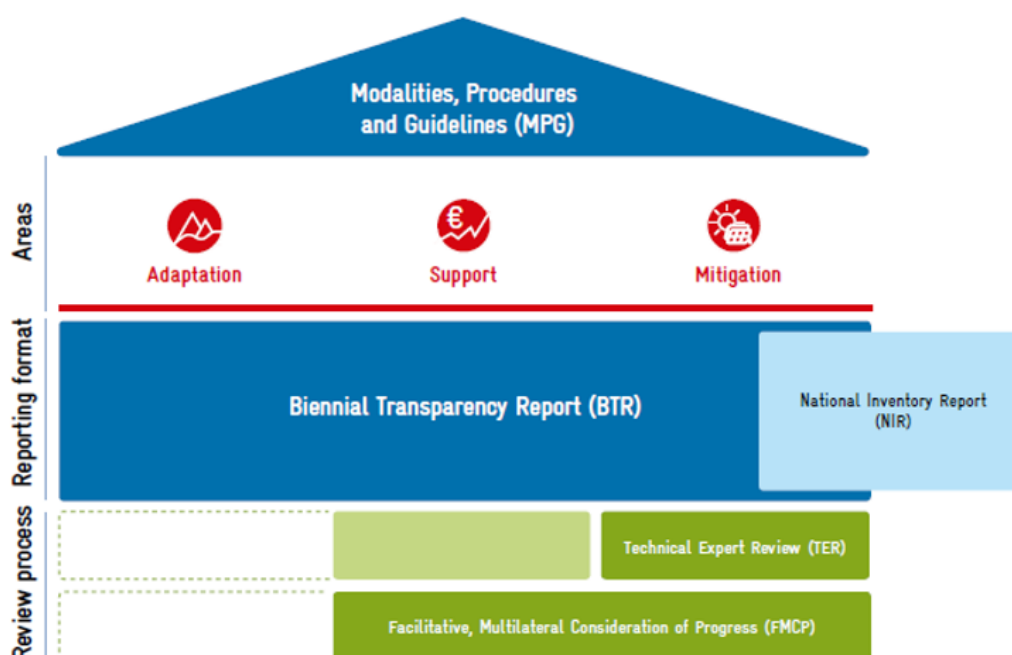 Modalities, Procedures
and Guidelines (MPG)
Areas
Adaptation
Support
Mitigation
Reporting format
Biennial Transparency Report (BTR)
National Inventory Report
(NIR)
Review process
Technical Expert Review (TER)
Facilitative, Multilateral Consideration of Progress (FMCP)